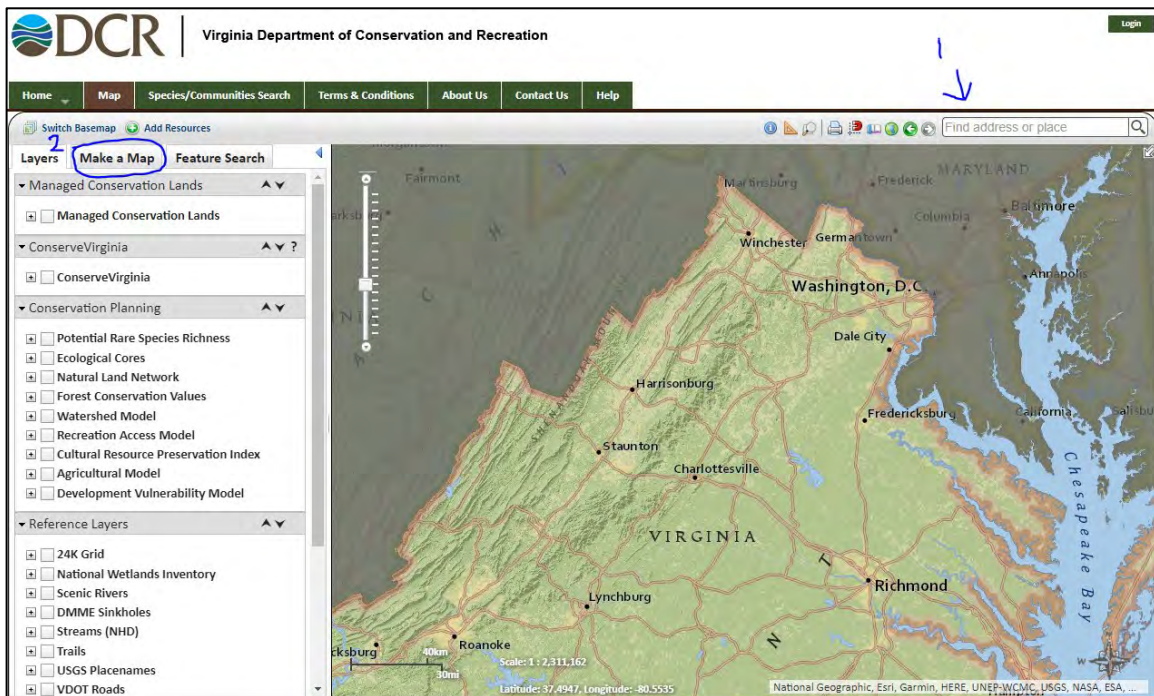 DCR
Virginia Department of Conservation and Recreation
Login
1
Home Map Species/Communities Search Terms & Conditions About Us Contact Us Help
Switch Basemap Add Resources
Find address or place
2
Layers Make a Map Feature Search
Managed Conservation Lands
Managed Conservation Lands
ConserveVirginia ?
ConserveVirginia
Conservation Planning
Potential Rare Species Richness
Ecological Cores
Natural Land Network
Forest Conservation Values
Watershed Model
Recreation Access Model
Cultural Resource Preservation Index
Agricultural Model
Development Vulnerability Model
Reference Layers
24K Grid
National Wetlands Inventory
Scenic Rivers
DMME Sinkholes
Streams (NHD)
Trails
USGS Placenames
VDOT Roads
Fairmont
Martinsburg
Frederick
MARYLAND
Columbia
Baltimore
Winchester
Germantown
Annapolis
Washington, D.C.
Dale City
Harrisonburg
Fredericksburg
California
Staunton
Charlottesville
Chesapeake Bay
VIRGINIA
Richmond
Lynchburg
Roanoke
cksburg
40km
30mi
Scale: 1 : 2,311,162
Latitude: 37.4947, Longitude: -80.5535
W
National Geographic, Esri, Garmin, HERE, UNEP-WCMC, USGS, NASA, ESA, ...